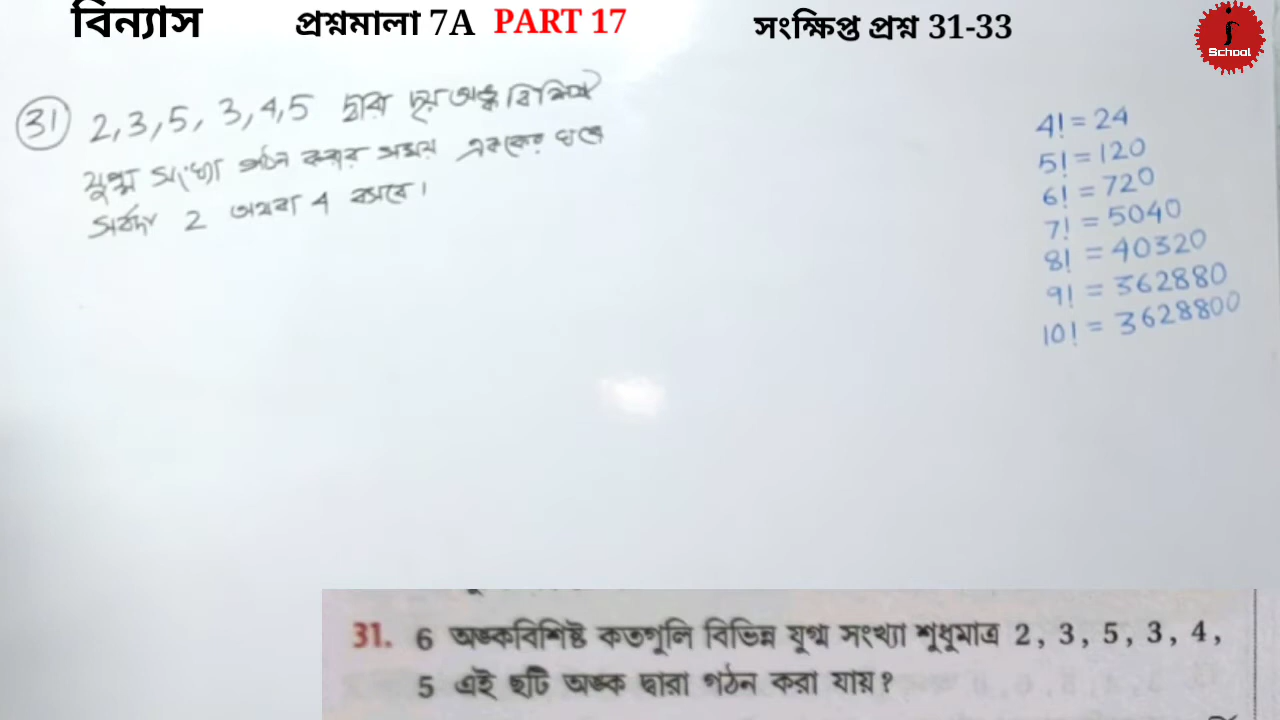 বিন্যাস প্রশ্নমালা 7A PART 17 সংক্ষিপ্ত প্রশ্ন 31-33
School
31 2, 3, 5, 3, 4, 5 দ্বারা ছয় অঙ্ক বিশিষ্ট
যুগ্ম সংখ্যা গঠন করার সময় এককের ঘরে
সর্বদা 2 অথবা 4 বসবে।
4! = 24
5! = 120
6! = 720
7! = 5040
8! = 40320
9! = 362880
10! = 3628800
31. 6 অঙ্কবিশিষ্ট কতগুলি বিভিন্ন যুগ্ম সংখ্যা শুধুমাত্র 2, 3, 5, 3, 4,
5 এই ছটি অঙ্ক দ্বারা গঠন করা যায়?